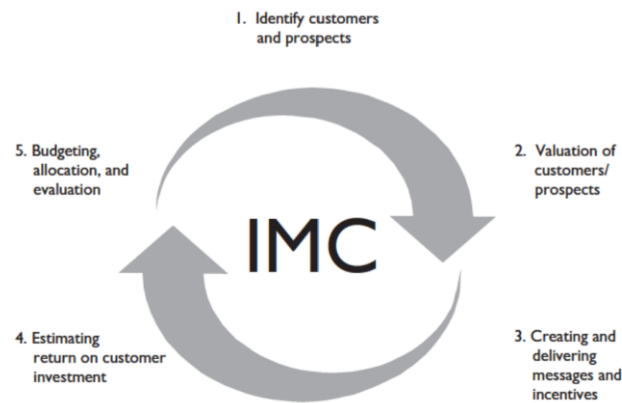 1. Identify customers
and prospects
2. Valuation of
customers/
prospects
3. Creating and
delivering
messages and
incentives
4. Estimating
return on customer
investment
5. Budgeting,
allocation, and
evaluation
IMC